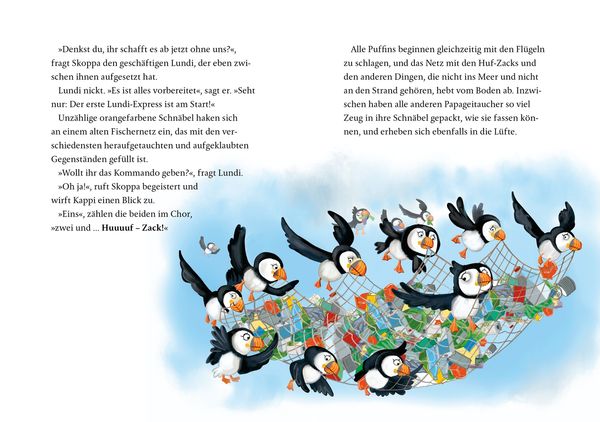 »Denkst du, ihr schafft es ab jetzt ohne uns?«,
fragt Skoppa den geschäftigen Lundi, der eben zwi-
schen ihnen aufgesetzt hat.
Lundi nickt. »Es ist alles vorbereitet«, sagt er. »Seht
nur: Der erste Lundi-Express ist am Start!«
Unzählige orangefarbene Schnäbel haken sich
an einem alten Fischernetz ein, das mit den ver-
schiedensten heraufgetauchten und aufgeklaubten
Gegenständen gefüllt ist.
»Wollt ihr das Kommando geben?«, fragt Lundi.
»Oh ja!«, ruft Skoppa begeistert und
wirft Kappi einen Blick zu.
»Eins«, zählen die beiden im Chor,
»zwei und ... Huuuuf – Zack!«
Alle Puffins beginnen gleichzeitig mit den Flügeln
zu schlagen, und das Netz mit den Huf-Zacks und
den anderen Dingen, die nicht ins Meer und nicht
an den Strand gehören, hebt vom Boden ab. Inzwi-
schen haben alle anderen Papageitaucher so viel
Zeug in ihre Schnäbel gepackt, wie sie fassen kön-
nen, und erheben sich ebenfalls in die Lüfte.